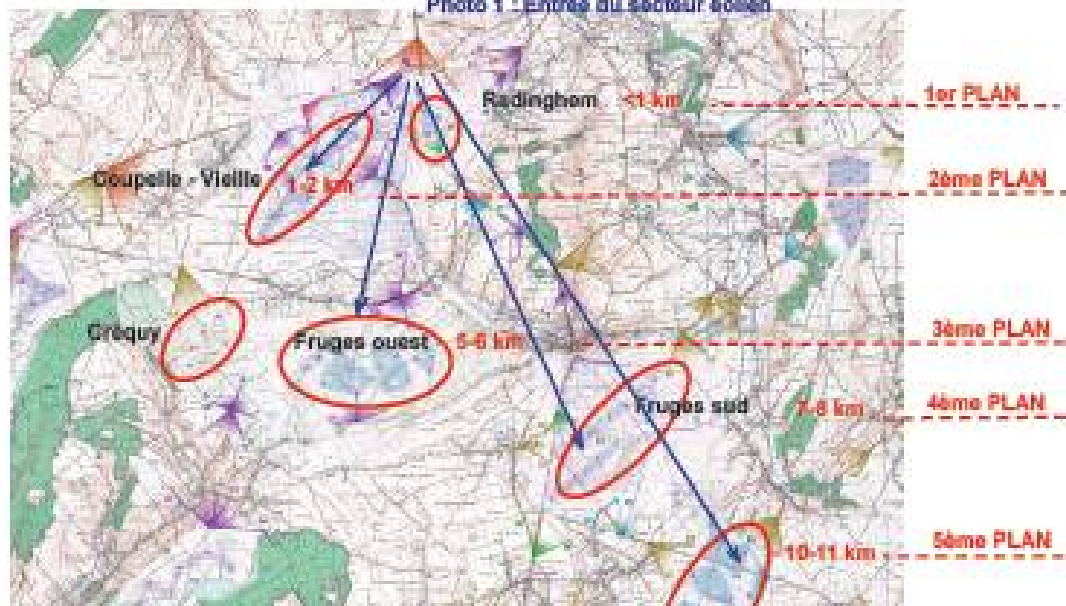 Photo 1 : Entrée du secteur éolien
Radinghem <1 km 1er PLAN
Coupelle - Vieille 1-2 km 2ème PLAN
Créquy
Fruges ouest 5-6 km 3ème PLAN
Fruges sud 7-8 km 4ème PLAN
10-11 km 5ème PLAN